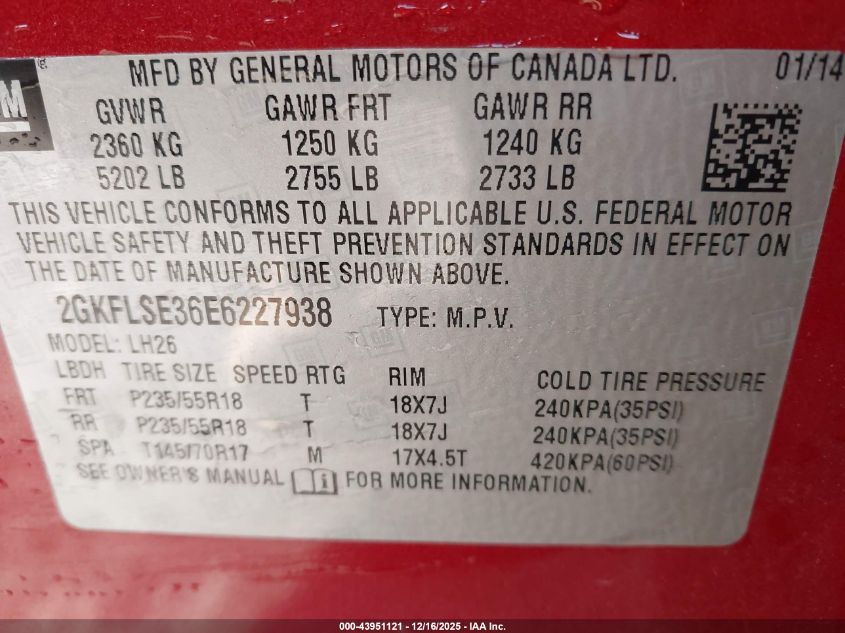 GM
MFD BY GENERAL MOTORS OF CANADA LTD. 01/14
GVWR GAWR FRT GAWR RR
2360 KG 1250 KG 1240 KG
5202 LB 2755 LB 2733 LB
THIS VEHICLE CONFORMS TO ALL APPLICABLE U.S. FEDERAL MOTOR
VEHICLE SAFETY AND THEFT PREVENTION STANDARDS IN EFFECT ON
THE DATE OF MANUFACTURE SHOWN ABOVE.
2GKFLSE36E6227938 TYPE: M.P.V.
MODEL: LH26
LBDH TIRE SIZE SPEED RTG RIM COLD TIRE PRESSURE
FRT P235/55R18 T 18X7J 240KPA(35PSI)
RR P235/55R18 T 18X7J 240KPA(35PSI)
SPA T145/70R17 M 17X4.5T 420KPA(60PSI)
SEE OWNER'S MANUAL FOR MORE INFORMATION.
000-43951121 - 12/16/2025 - IAA Inc.